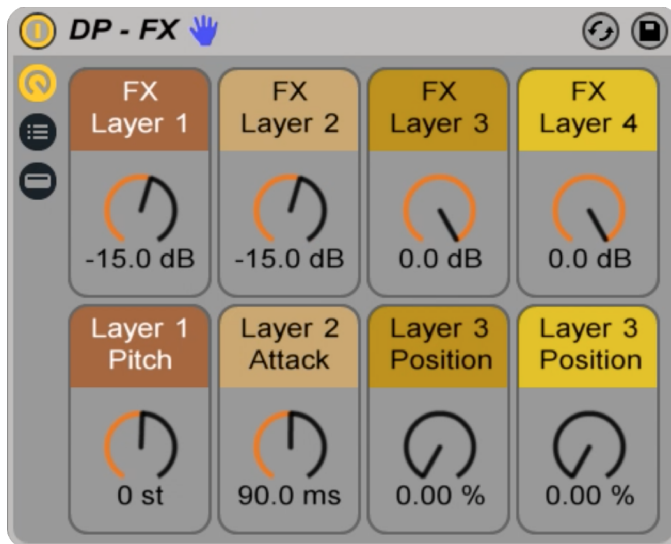 DP - FX
FX FX FX FX
Layer 1 Layer 2 Layer 3 Layer 4
-15.0 dB -15.0 dB 0.0 dB 0.0 dB
Layer 1 Layer 2 Layer 3 Layer 3
Pitch Attack Position Position
0 st 90.0 ms 0.00 % 0.00 %